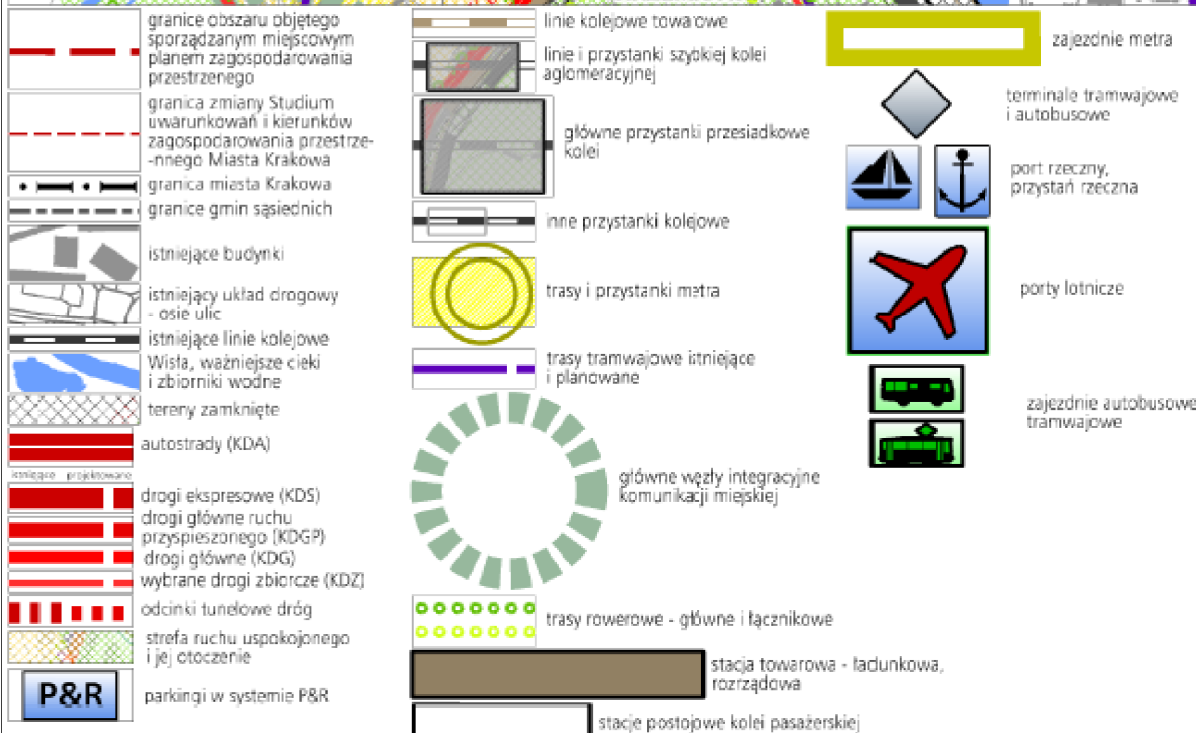 granice obszaru objętego
sporządzanym miejscowym
planem zagospodarowania
przestrzenego
granica zmiany Studium
uwarunkowań i kierunków
zagospodarowania przestrze-
-nnego Miasta Krakowa
granica miasta Krakowa
granice gmin sąsiednich
istniejące budynki
istniejący układ drogowy
- osie ulic
istniejące linie kolejowe
Wisła, ważniejsze cieki
i zbiorniki wodne
tereny zamknięte
autostrady (KDA)
istniejące projektowane
drogi ekspresowe (KDS)
drogi główne ruchu
przyspieszonego (KDGP)
drogi główne (KDG)
wybrane drogi zbiorcze (KDZ)
odcinki tunelowe dróg
strefa ruchu uspokojonego
i jej otoczenie
P&R
parkingi w systemie P&R
linie kolejowe towarowe
linie i przystanki szybkiej kolei
aglomeracyjnej
główne przystanki przesiadkowe
kolei
inne przystanki kolejowe
trasy i przystanki metra
trasy tramwajowe istniejące
i planowane
główne węzły integracyjne
komunikacji miejskiej
trasy rowerowe - główne i łącznikowe
stacja towarowa - ładunkowa,
rozrządowa
stacje postojowe kolei pasażerskiej
zajezdnie metra
terminale tramwajowe
i autobusowe
port rzeczny,
przystań rzeczna
porty lotnicze
zajezdnie autobusowe
tramwajowe